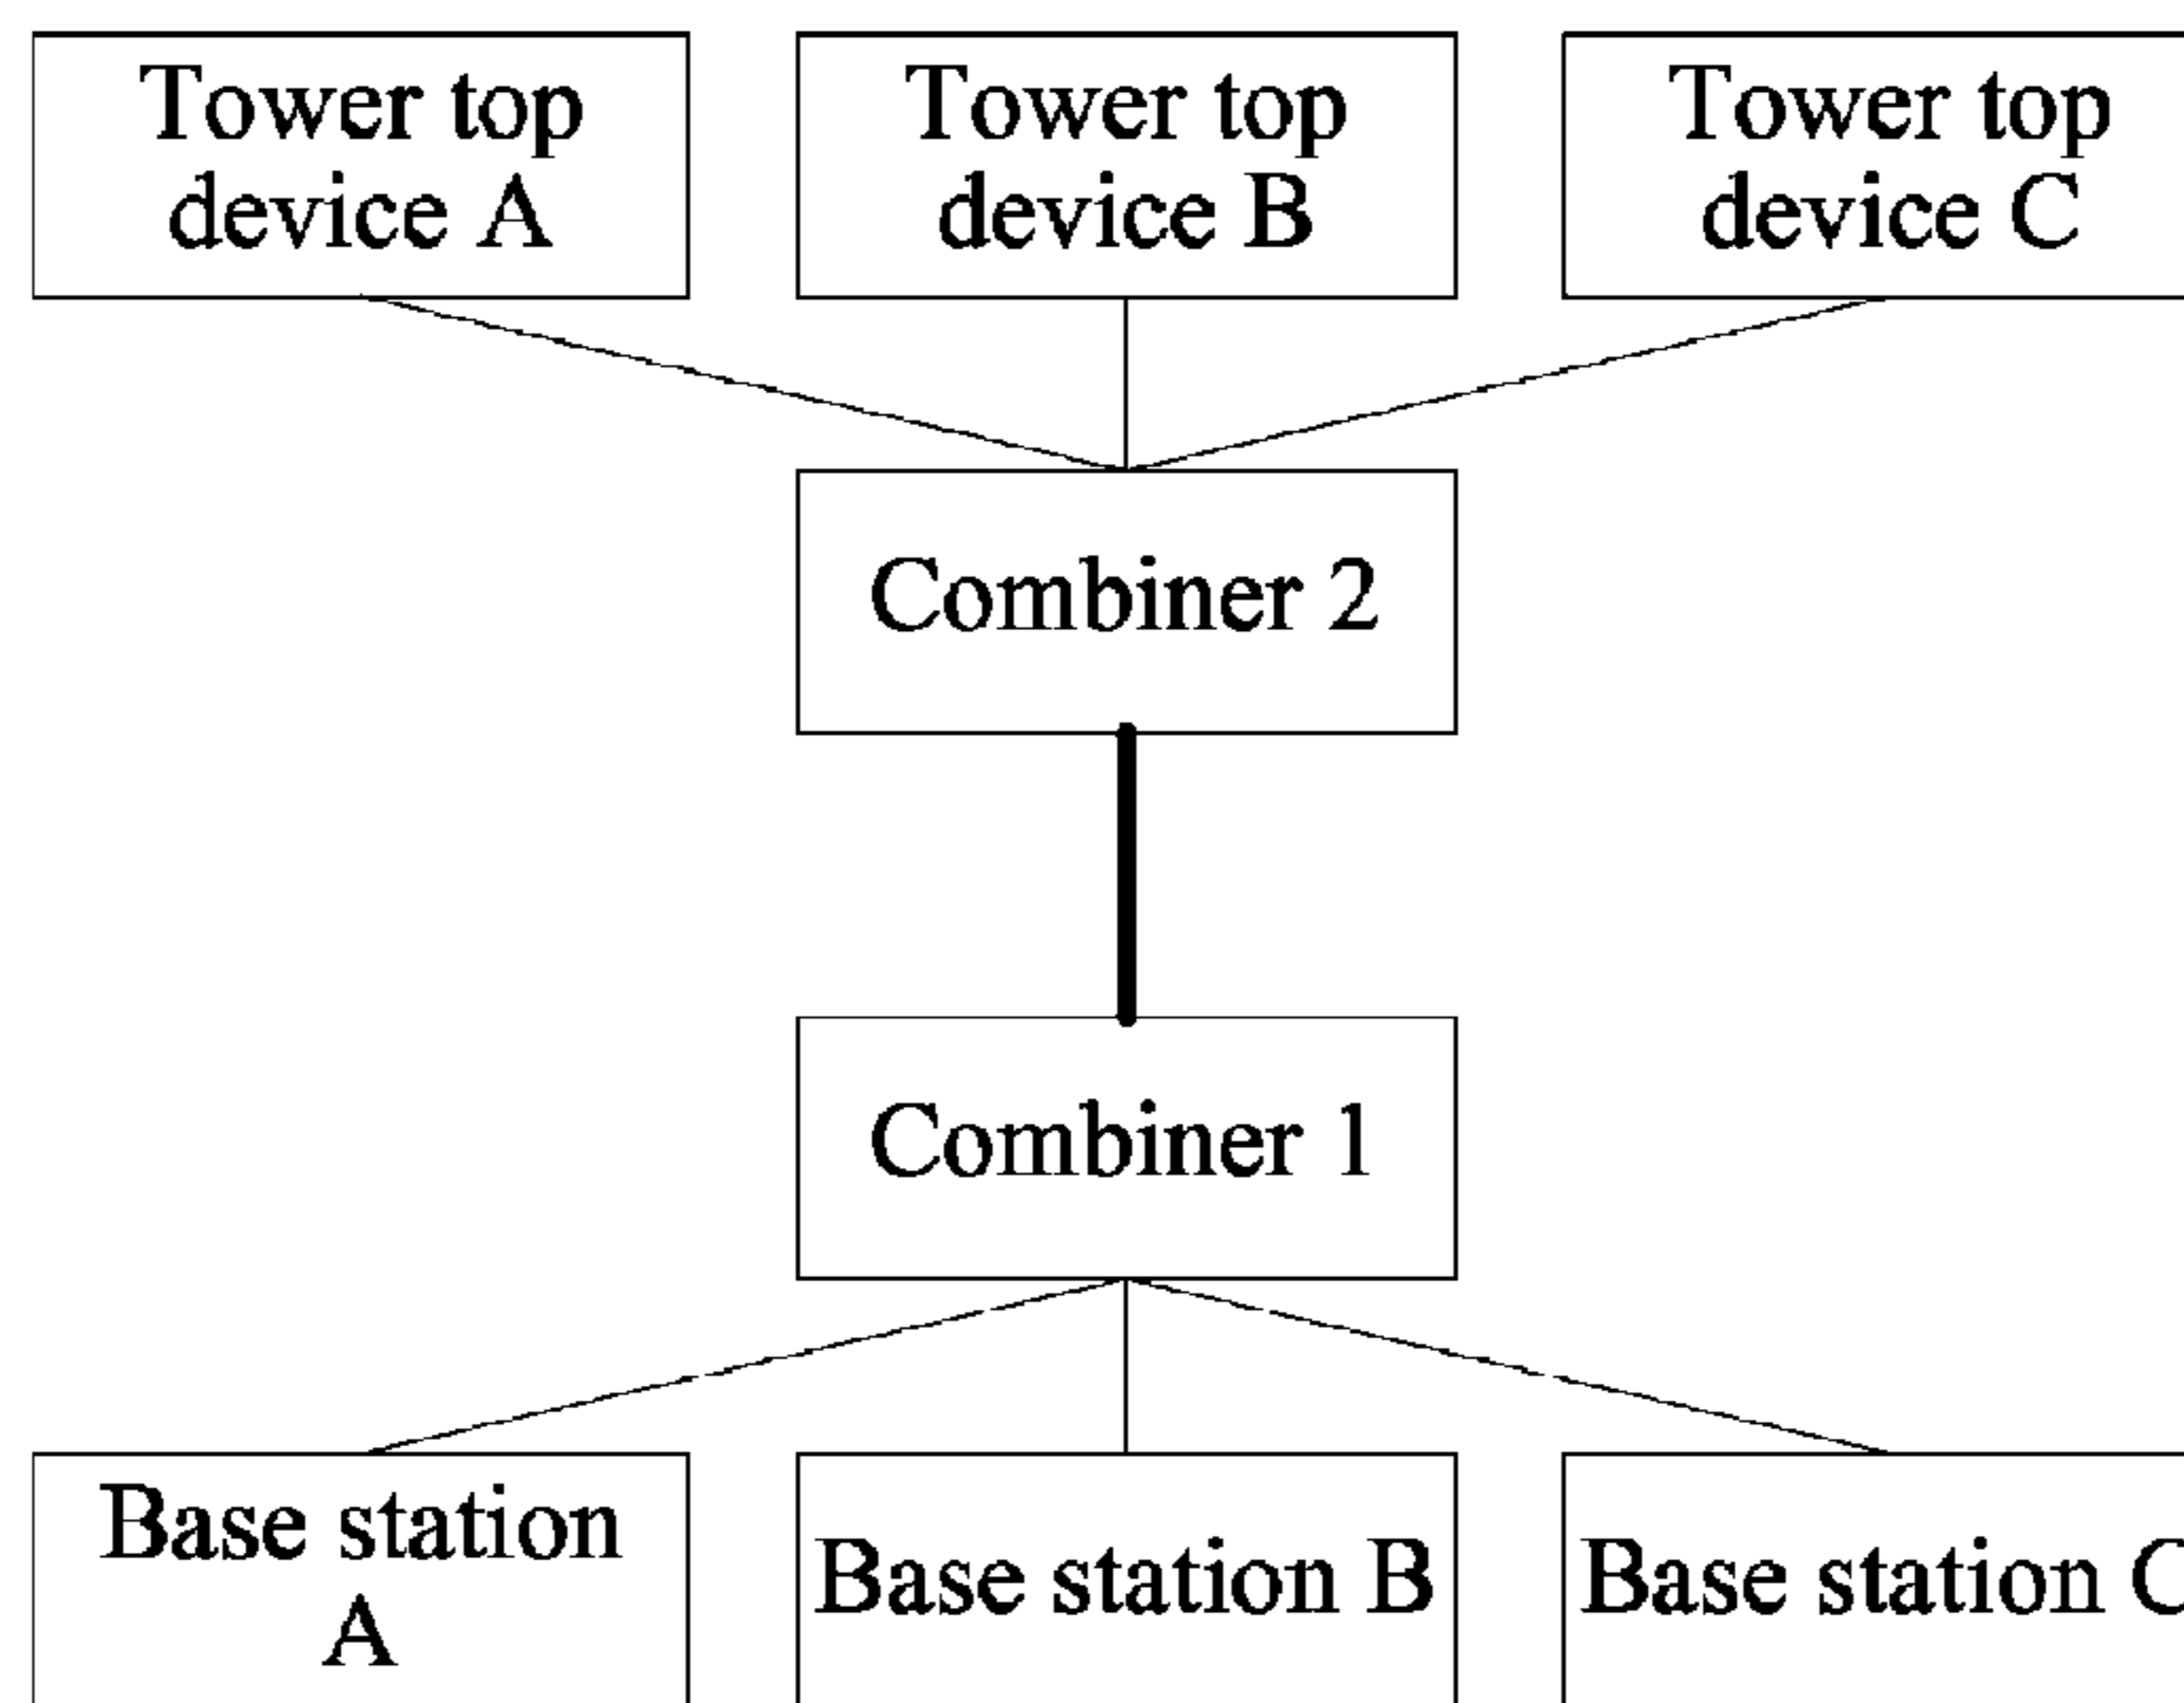 Tower top
device A
Tower top
device B
Tower top
device C
Combiner 2
Combiner 1
Base station
A
Base station B
Base station C